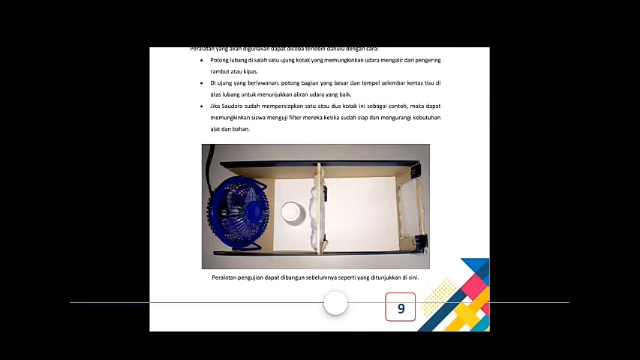 Peralatan yang akan digunakan dapat dicoba terlebih dahulu dengan cara:
• Potong lubang di salah satu ujung kotak yang memungkinkan udara mengalir dari pengering
rambut atau kipas.
• Di ujung yang berlawanan, potong bagian yang besar dan tempel selembar kertas tisu di
atas lubang untuk menunjukkan aliran udara yang baik.
• Jika Saudara sudah mempersiapkan satu atau dua kotak ini sebagai contoh, maka dapat
memungkinkan siswa menguji filter mereka ketika sudah siap dan mengurangi kebutuhan
alat dan bahan.
Peralatan pengujian dapat dibangun sebelumnya seperti yang ditunjukkan di sini.
9